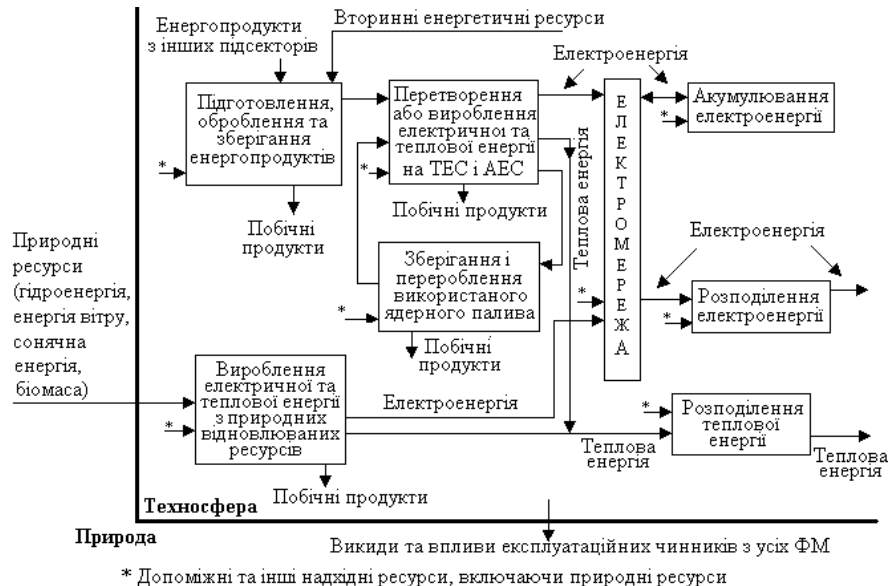 Енергопродукти
з інших підсекторів
Вторинні енергетичні ресурси
Підготовлення,
оброблення та
зберігання
енергопродуктів
*
Побічні
продукти
Перетворення
або вироблення
електричної та
теплової енергії
на ТЕС і АЕС
*
Побічні продукти
Електроенергія
Теплова енергія
ЕЛЕКТРОМЕРЕЖА
*
Акумулювання
електроенергії
*
Природні
ресурси
(гідроенергія,
енергія вітру,
сонячна
енергія,
біомаса)
Зберігання і
перероблення
використаного
ядерного палива
*
Побічні
продукти
Електроенергія
Розподілення
електроенергії
*
Вироблення
електричної та
теплової енергії
з природних
відновлюваних
ресурсів
*
Електроенергія
Теплова
енергія
*
Розподілення
теплової
енергії
Теплова
енергія
Побічні продукти
Техносфера
Природа
Викиди та впливи експлуатаційних чинників з усіх ФМ
* Допоміжні та інші надхідні ресурси, включаючи природні ресурси